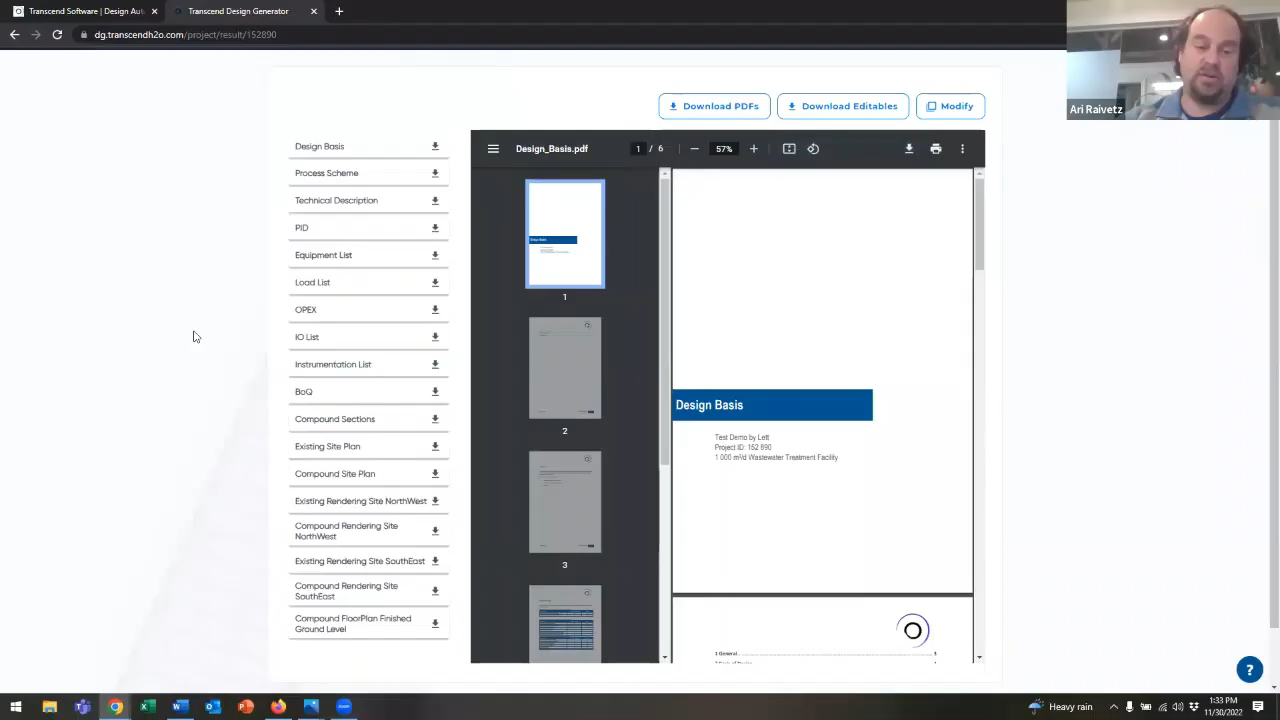 Transcend Software | Design Aut
Transcend Design Generator
dg.transcendh2o.com/project/result/152890
Ari Raivetz
Download PDFs
Download Editables
Modify
Design Basis
Process Scheme
Technical Description
PID
Equipment List
Load List
OPEX
IO List
Instrumentation List
BoQ
Compound Sections
Existing Site Plan
Compound Site Plan
Existing Rendering Site NorthWest
Compound Rendering Site
NorthWest
Existing Rendering Site SouthEast
Compound Rendering Site
SouthEast
Compound FloorPlan Finished
Ground Level
Design_Basis.pdf
1 / 6
57%
Design Basis
1
2
3
Design Basis
Test Demo by Lett
Project ID: 152 890
1 000 m³/d Wastewater Treatment Facility
1 General
?
Heavy rain
1:33 PM
11/30/2022